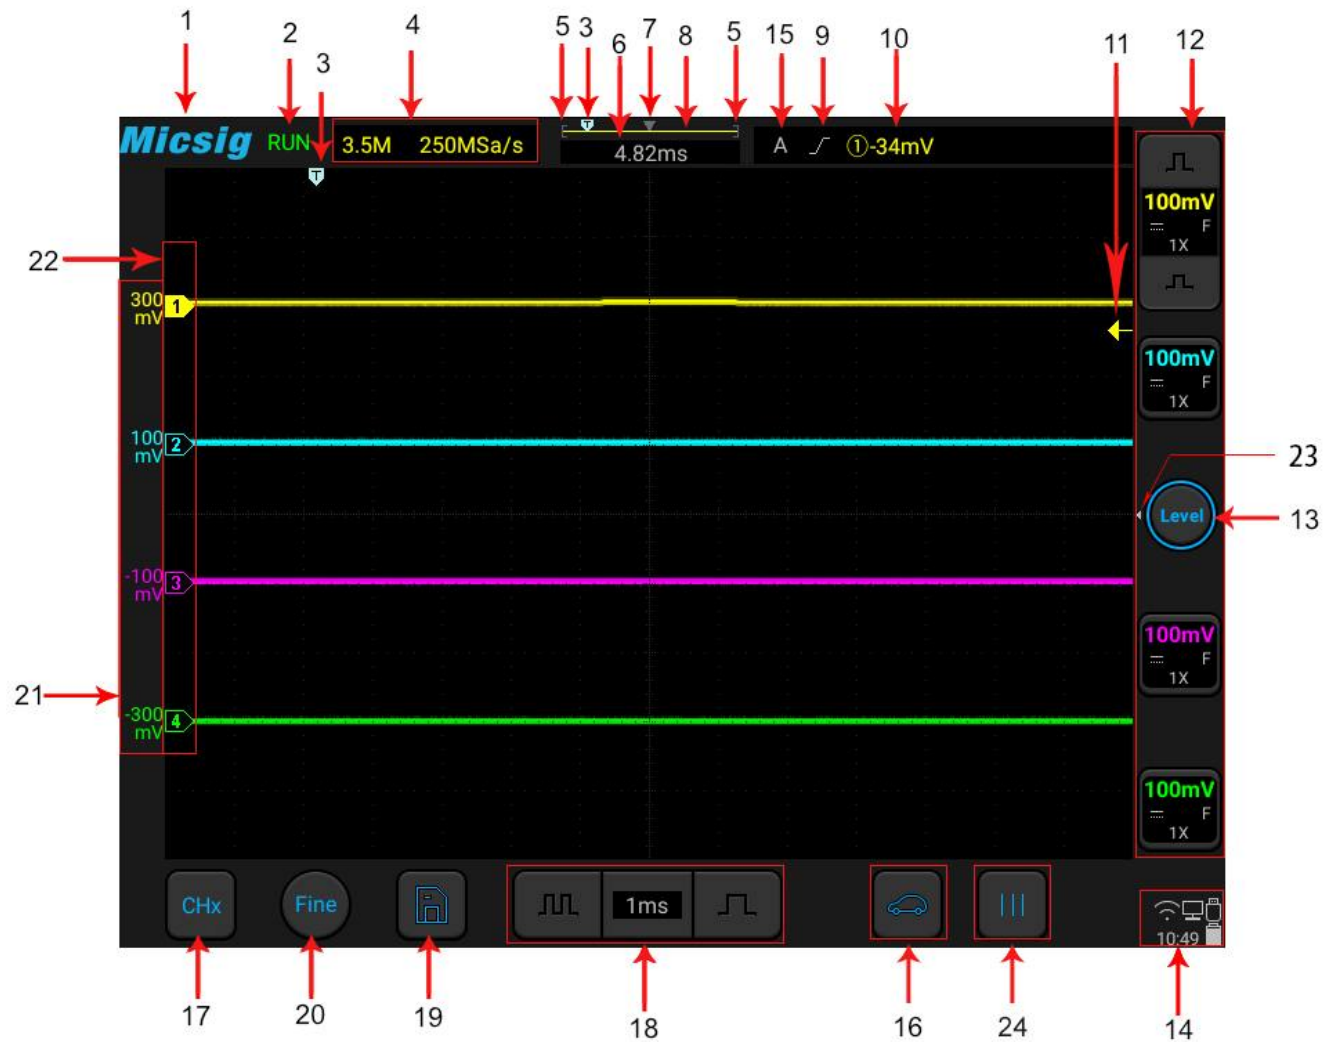 1
2
3
4
5
3
6
7
8
5
15
9
10
11
12
Micsig
RUN
T
3.5M 250MSa/s
T
4.82ms
A ①-34mV
T
100mV
F
1X
22
300
mV
1
100mV
F
1X
100
mV
2
23
Level
13
-100
mV
3
100mV
F
1X
21
-300
mV
4
100mV
F
1X
CHx
Fine
1ms
10:49
17
20
19
18
16
24
14